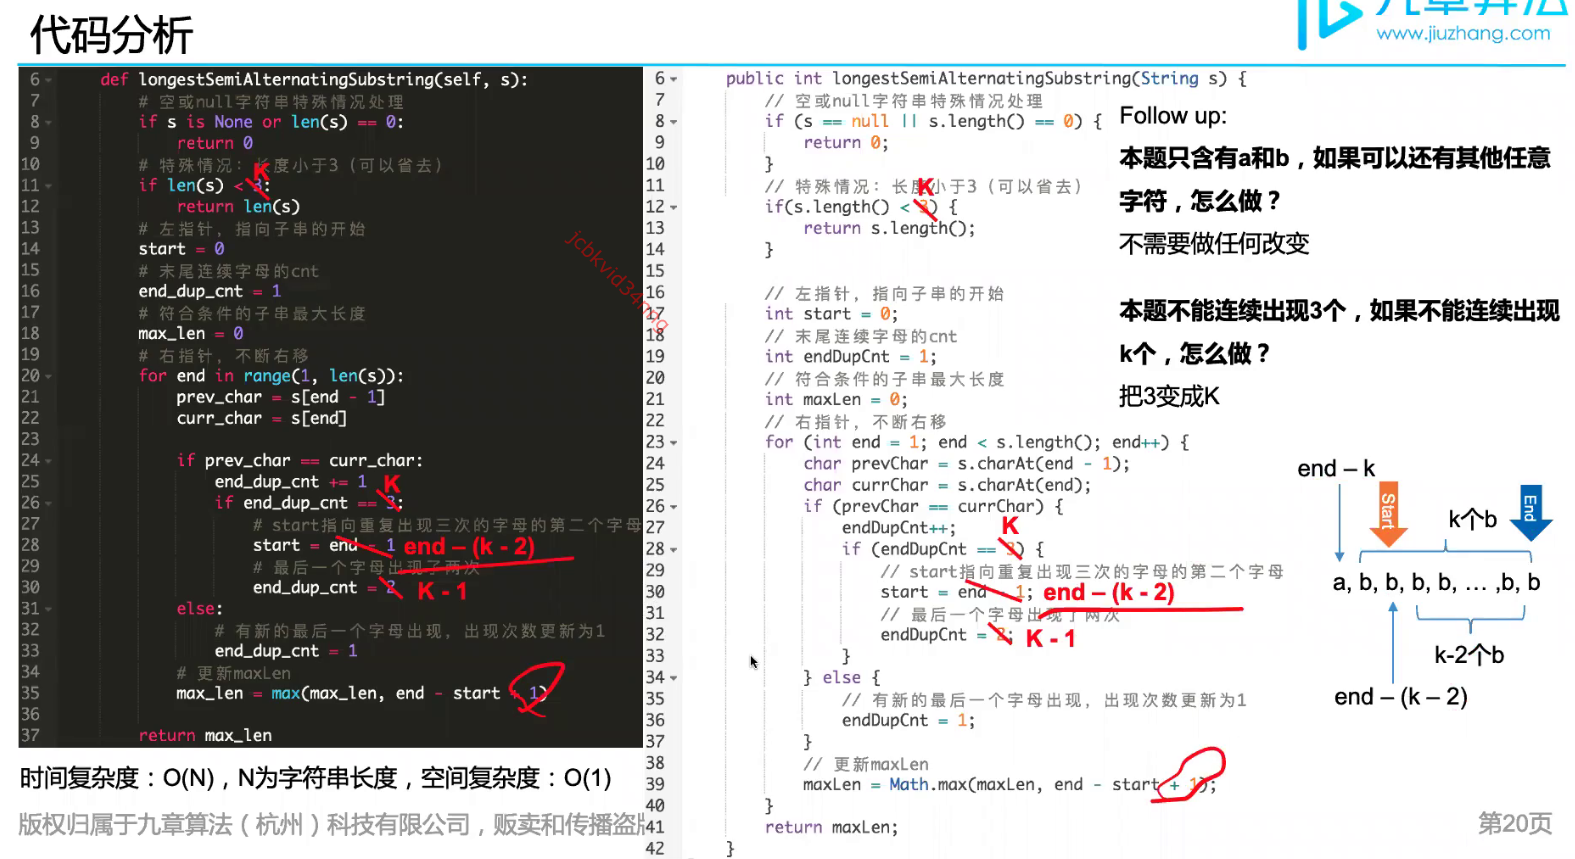 代码分析
九章算法
www.jiuzhang.com
6 def longestSemiAlternatingSubstring(self, s):
7 # 空或null字符串特殊情况处理
8 if s is None or len(s) == 0:
9 return 0
10 # 特殊情况：长度小于3（可以省去）
11 if len(s) < 3: K
12 return len(s)
13 # 左指针，指向子串的开始
14 start = 0
15 # 末尾连续字母的cnt
16 end_dup_cnt = 1
17 # 符合条件的子串最大长度
18 max_len = 0
19 # 右指针，不断右移
20 for end in range(1, len(s)):
21 prev_char = s[end - 1]
22 curr_char = s[end]
23
24 if prev_char == curr_char:
25 end_dup_cnt += 1
26 if end_dup_cnt == 3: K
27 # start指向重复出现三次的字母的第二个字母
28 start = end - 1 end – (k - 2)
29 # 最后一个字母出现了两次
30 end_dup_cnt = 2 K - 1
31 else:
32 # 有新的最后一个字母出现，出现次数更新为1
33 end_dup_cnt = 1
34 # 更新maxLen
35 max_len = max(max_len, end - start + 1)
36
37 return max_len
jcbkvid34nnq
6 public int longestSemiAlternatingSubstring(String s) {
7 // 空或null字符串特殊情况处理
8 if (s == null || s.length() == 0) {
9 return 0;
10 }
11 // 特殊情况：长度小于3（可以省去）
12 if(s.length() < 3) { K
13 return s.length();
14 }
15
16 // 左指针，指向子串的开始
17 int start = 0;
18 // 末尾连续字母的cnt
19 int endDupCnt = 1;
20 // 符合条件的子串最大长度
21 int maxLen = 0;
22 // 右指针，不断右移
23 for (int end = 1; end < s.length(); end++) {
24 char prevChar = s.charAt(end - 1);
25 char currChar = s.charAt(end);
26 if (prevChar == currChar) {
27 endDupCnt++;
28 if (endDupCnt == 3) { K
29 // start指向重复出现三次的字母的第二个字母
30 start = end - 1; end – (k - 2)
31 // 最后一个字母出现了两次
32 endDupCnt = 2; K - 1
33 }
34 } else {
35 // 有新的最后一个字母出现，出现次数更新为1
36 endDupCnt = 1;
37 }
38 // 更新maxLen
39 maxLen = Math.max(maxLen, end - start + 1);
40 }
41 return maxLen;
42 }
Follow up:
本题只含有a和b，如果可以还有其他任意
字符，怎么做？
不需要做任何改变
本题不能连续出现3个，如果不能连续出现
k个，怎么做？
把3变成K
end – k
Start
k个b
End
a, b, b, b, b, … ,b, b
k-2个b
end – (k – 2)
时间复杂度：O(N)，N为字符串长度，空间复杂度：O(1)
版权归属于九章算法（杭州）科技有限公司，贩卖和传播盗版
第20页